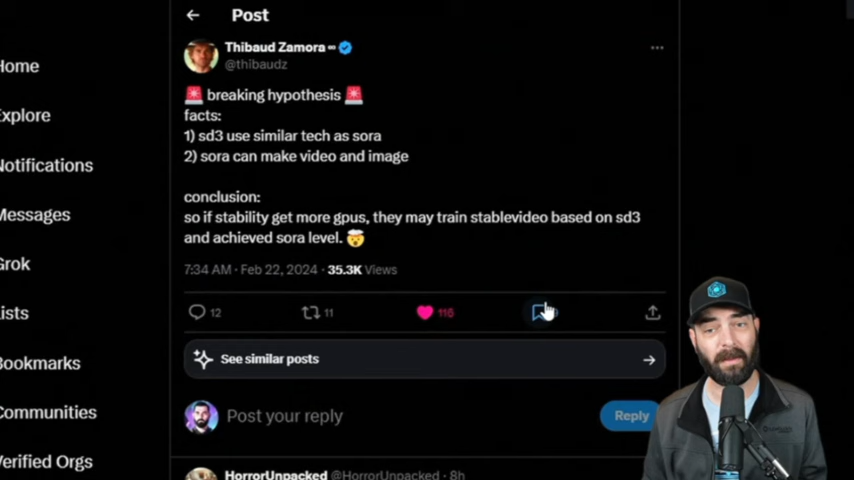 Post
Home
Explore
Notifications
Messages
Grok
Lists
Bookmarks
Communities
Verified Orgs
Thibaud Zamora
@thibaudz
🚨 breaking hypothesis 🚨
facts:
1) sd3 use similar tech as sora
2) sora can make video and image
conclusion:
so if stability get more gpus, they may train stablevideo based on sd3
and achieved sora level. 🤯
7:34 AM · Feb 22, 2024 · 35.3K Views
12 11 116
See similar posts
Post your reply
Reply
HorrorUnpacked @HorrorUnpacked · 8h